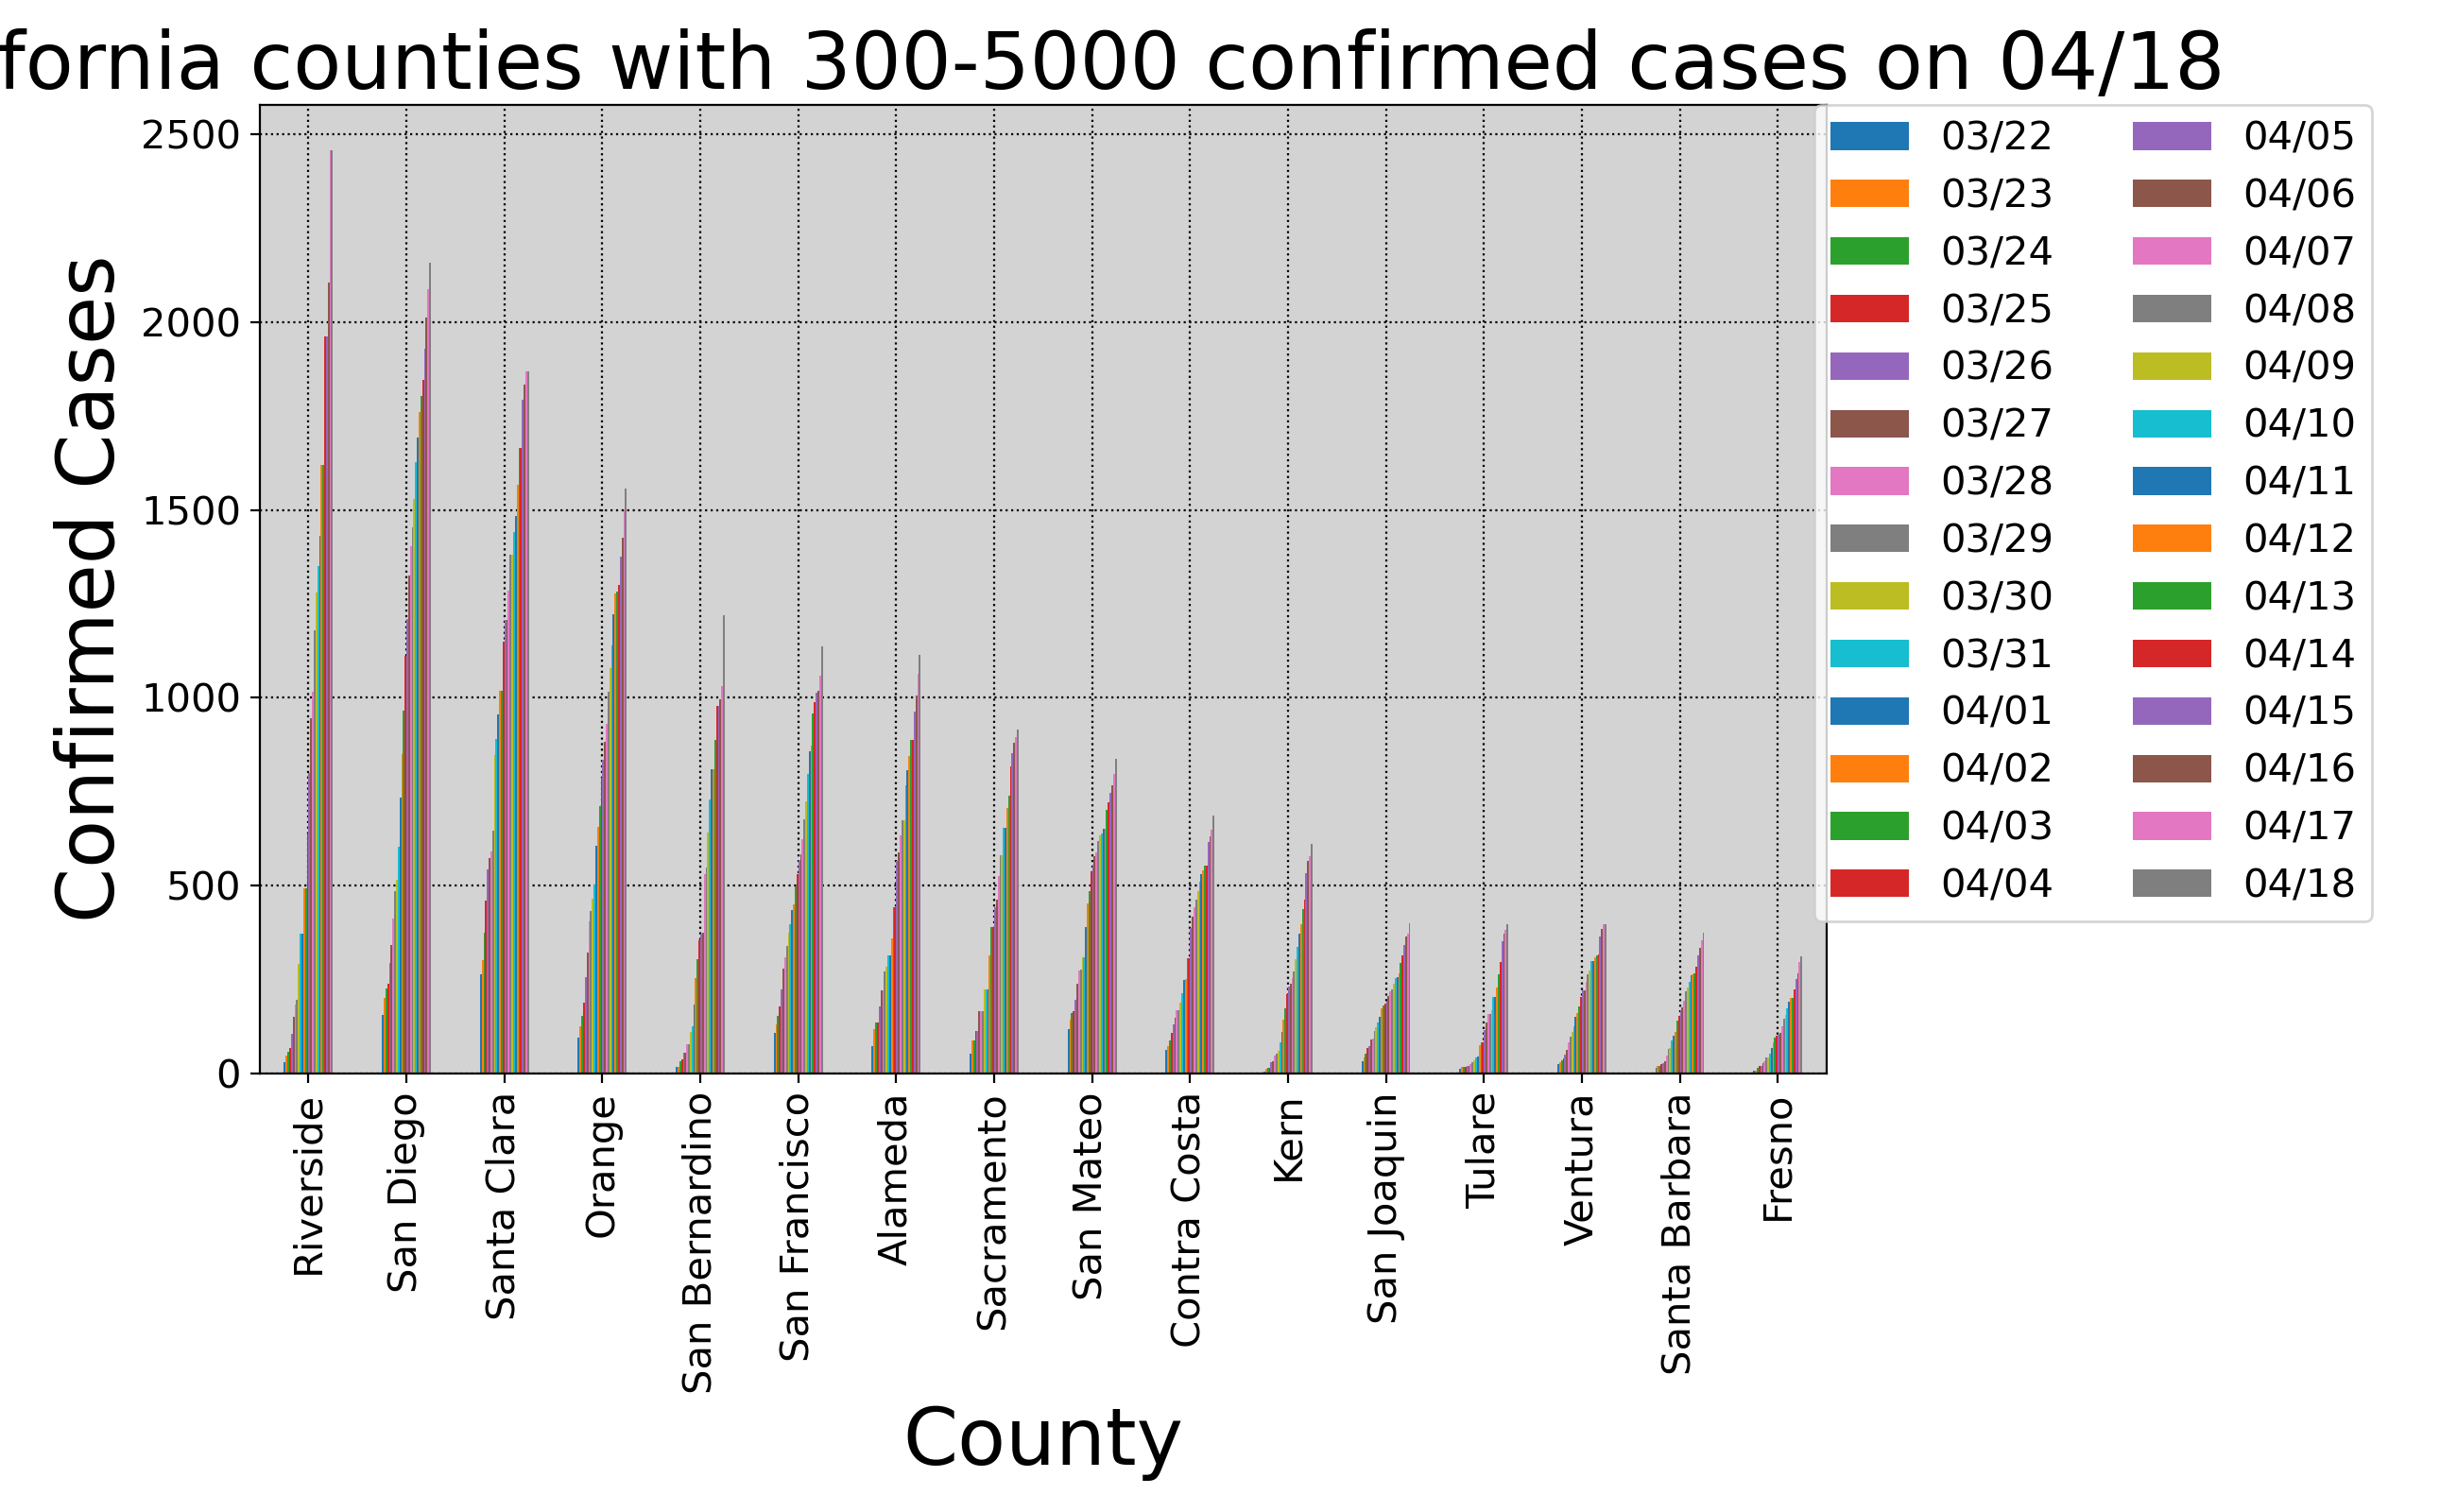 fornia counties with 300-5000 confirmed cases on 04/18
Confirmed Cases
2500
2000
1500
1000
500
0
03/22
03/23
03/24
03/25
03/26
03/27
03/28
03/29
03/30
03/31
04/01
04/02
04/03
04/04
04/05
04/06
04/07
04/08
04/09
04/10
04/11
04/12
04/13
04/14
04/15
04/16
04/17
04/18
Riverside
San Diego
Santa Clara
Orange
San Bernardino
San Francisco
Alameda
Sacramento
San Mateo
Contra Costa
Kern
San Joaquin
Tulare
Ventura
Santa Barbara
Fresno
County